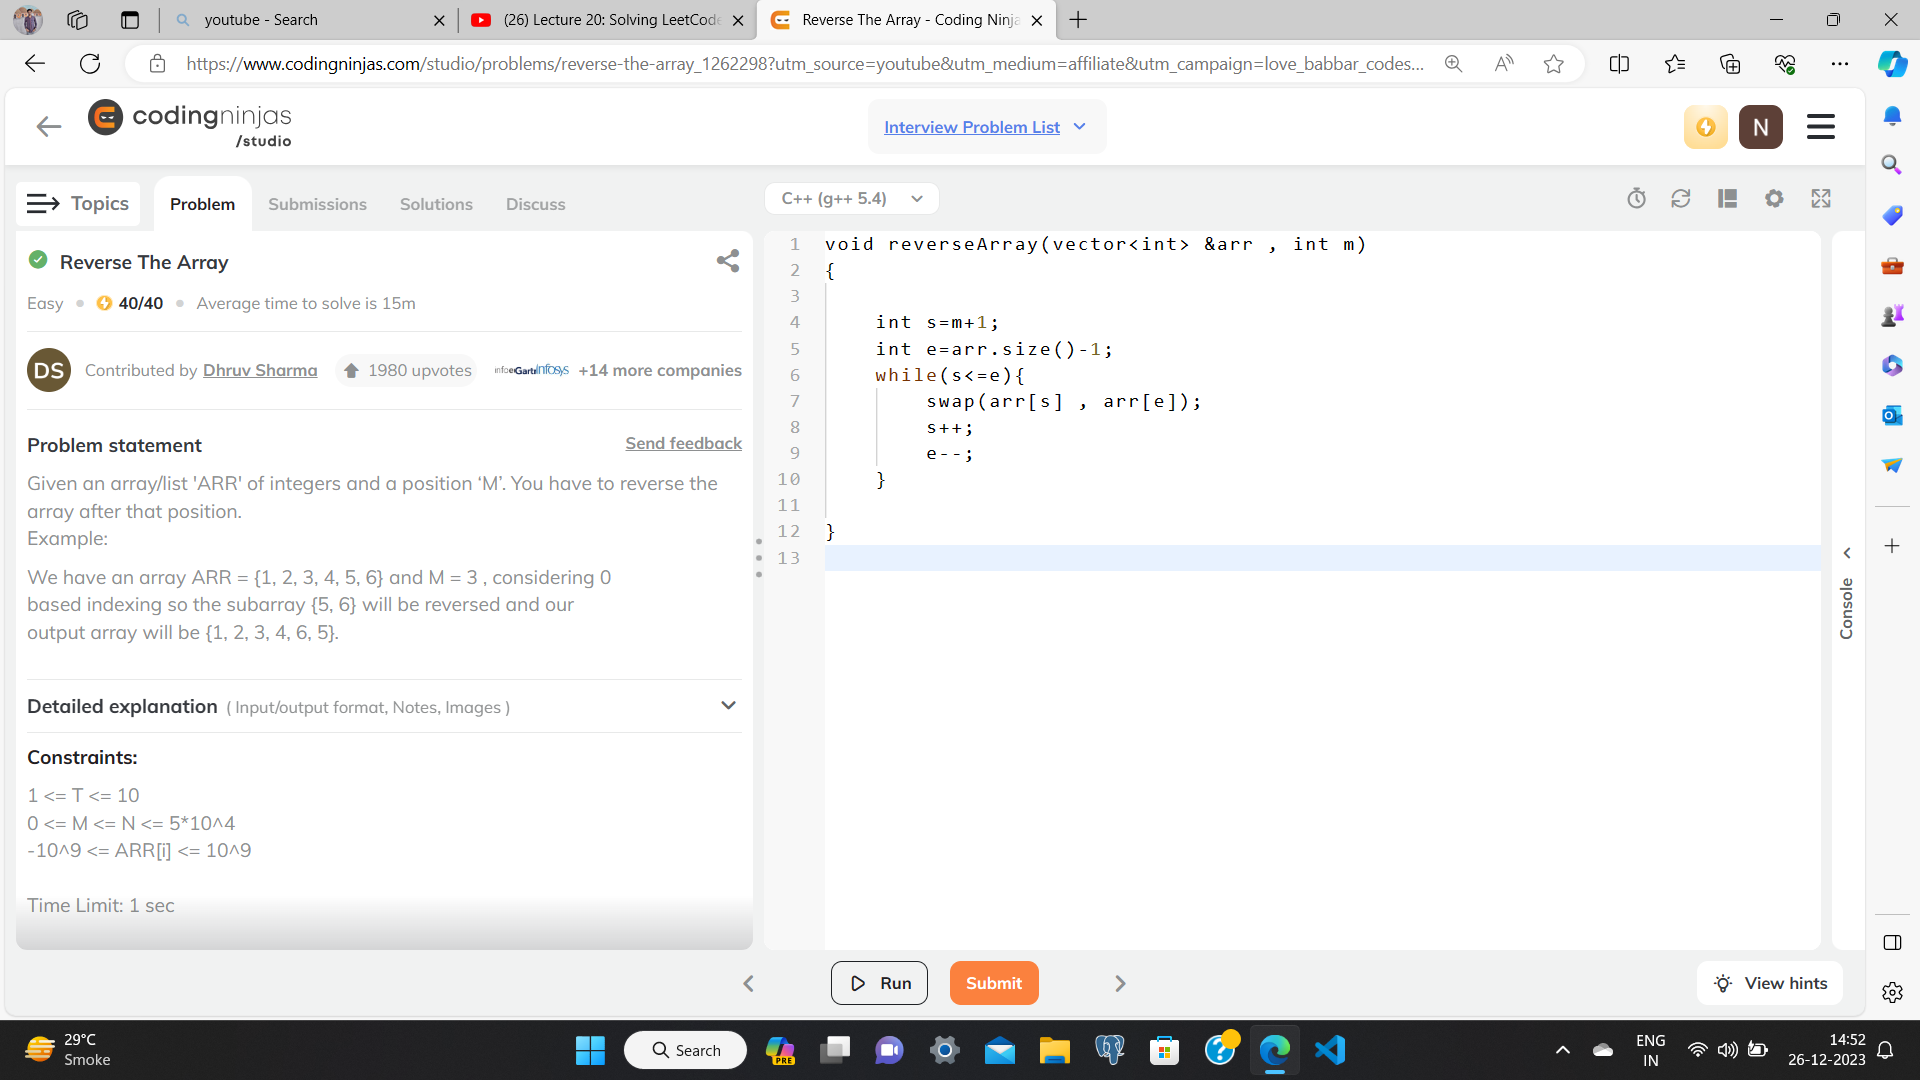 youtube - Search
(26) Lecture 20: Solving LeetCode
Reverse The Array - Coding Ninja
https://www.codingninjas.com/studio/problems/reverse-the-array_1262298?utm_source=youtube&utm_medium=affiliate&utm_campaign=love_babbar_codes...
codingninjas
/studio
Interview Problem List
N
Topics
Problem
Submissions
Solutions
Discuss
C++ (g++ 5.4)
Reverse The Array
Easy
40/40
Average time to solve is 15m
DS
Contributed by Dhruv Sharma
1980 upvotes
Infosys
+14 more companies
Problem statement
Send feedback
Given an array/list 'ARR' of integers and a position ‘M’. You have to reverse the
array after that position.
Example:
We have an array ARR = {1, 2, 3, 4, 5, 6} and M = 3 , considering 0
based indexing so the subarray {5, 6} will be reversed and our
output array will be {1, 2, 3, 4, 6, 5}.
Detailed explanation ( Input/output format, Notes, Images )
Constraints:
1 <= T <= 10
0 <= M <= N <= 5*10^4
-10^9 <= ARR[i] <= 10^9
Time Limit: 1 sec
1 void reverseArray(vector<int> &arr , int m)
2 {
3
4 int s=m+1;
5 int e=arr.size()-1;
6 while(s<=e){
7 swap(arr[s] , arr[e]);
8 s++;
9 e--;
10 }
11
12 }
13
Console
Run
Submit
View hints
29°C
Smoke
Search
PRE
ENG
IN
14:52
26-12-2023